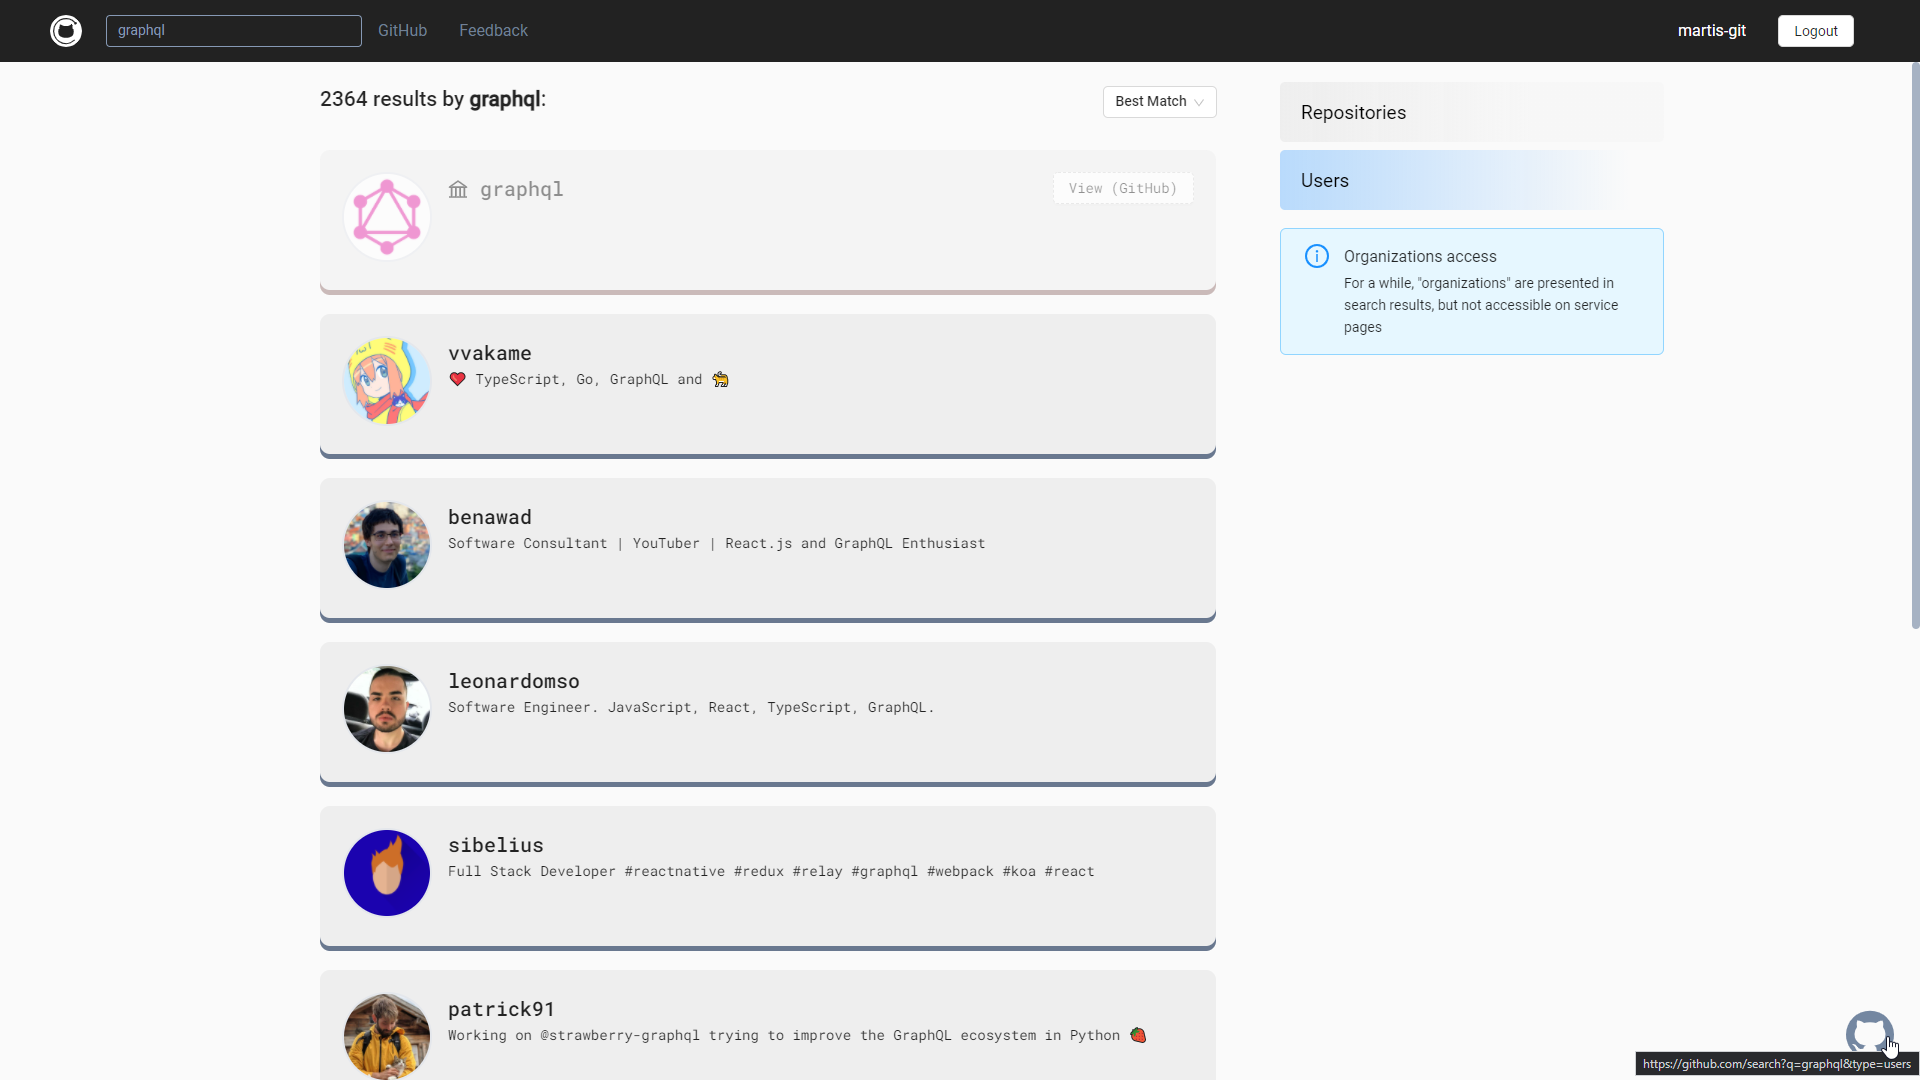 graphql
GitHub
Feedback
martis-git
Logout
2364 results by graphql:
Best Match
Repositories
Users
Organizations access
For a while, "organizations" are presented in
search results, but not accessible on service
pages
graphql
View (GitHub)
vvakame
❤️ TypeScript, Go, GraphQL and 🐅
benawad
Software Consultant | YouTuber | React.js and GraphQL Enthusiast
leonardomso
Software Engineer. JavaScript, React, TypeScript, GraphQL.
sibelius
Full Stack Developer #reactnative #redux #relay #graphql #webpack #koa #react
patrick91
Working on @strawberry-graphql trying to improve the GraphQL ecosystem in Python 🍓
https://github.com/search?q=graphql&type=users